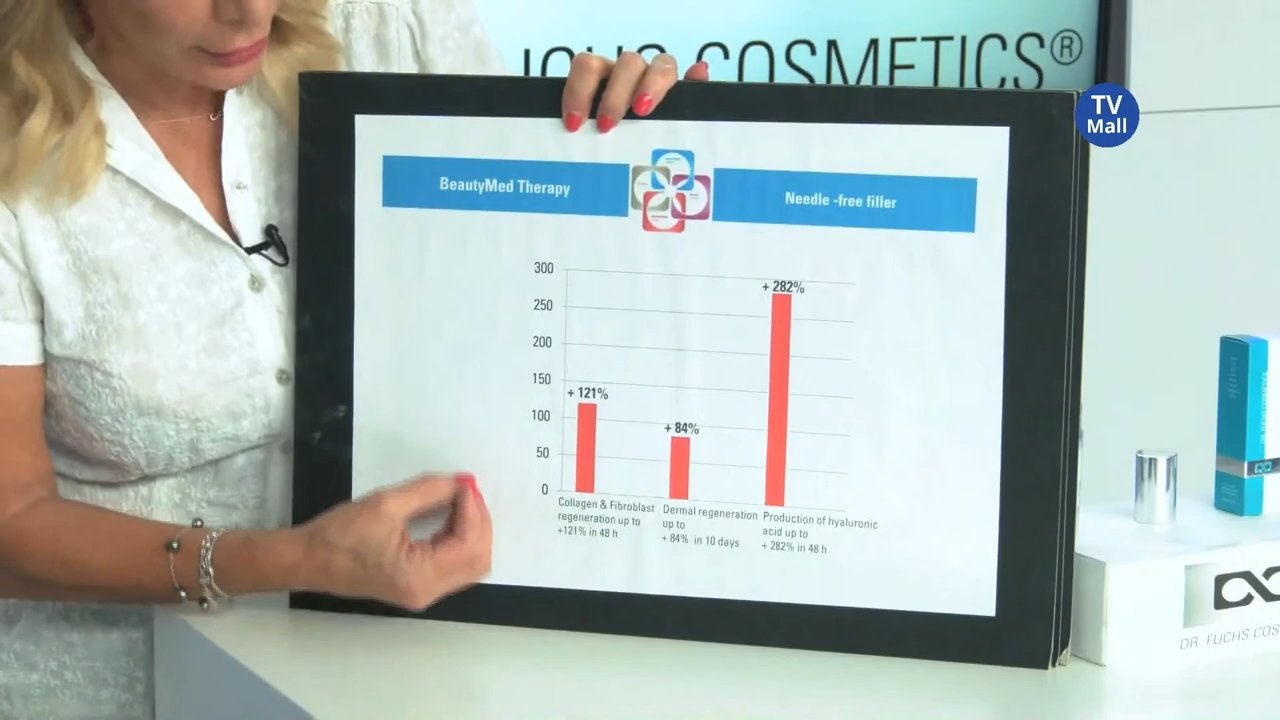 COSMETICS®
TV
Mall
BeautyMed Therapy
Needle -free filler
300
250
200
150
100
50
0
+ 121%
+ 84%
+ 282%
Collagen & Fibroblast
regeneration up to
+121% in 48 h
Dermal regeneration
up to
+ 84% in 10 days
Production of hyaluronic
acid up to
+ 282% in 48 h
DR FUCHS COS